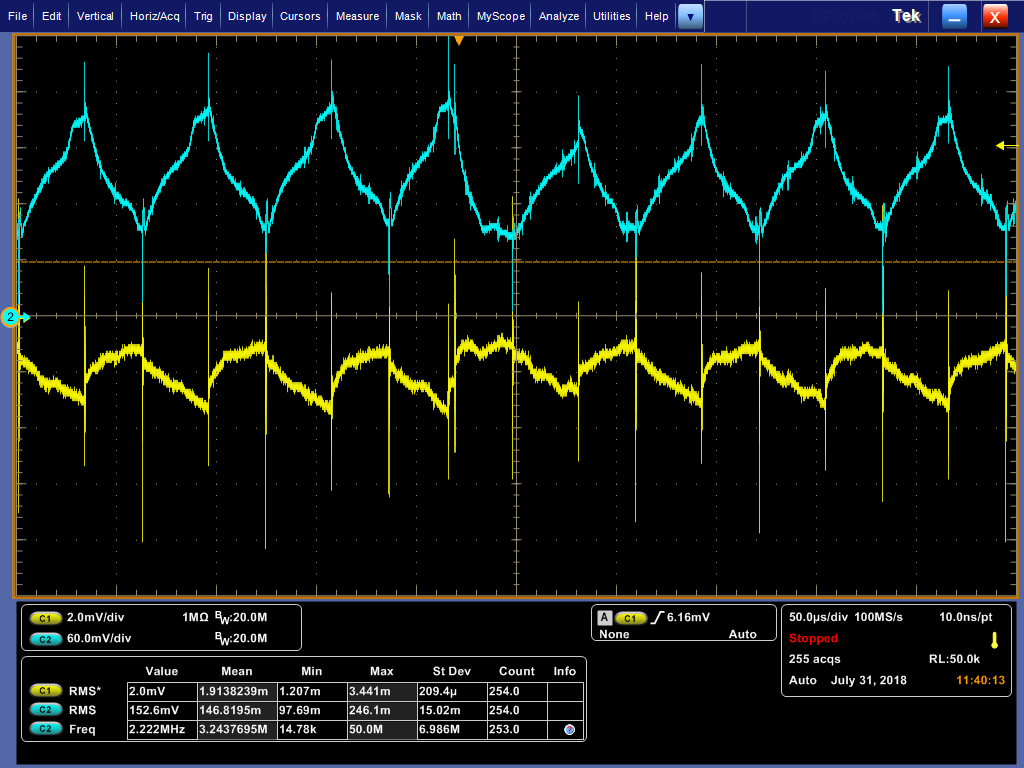 File Edit Vertical Horiz/Acq Trig Display Cursors Measure Mask Math MyScope Analyze Utilities Help Tek X
2
C1 2.0mV/div 1MΩ BW:20.0M
C2 60.0mV/div BW:20.0M
A C1 6.16mV
None Auto
50.0µs/div 100MS/s 10.0ns/pt
Stopped
255 acqs RL:50.0k
Auto July 31, 2018 11:40:13
Value Mean Min Max St Dev Count Info
C1 RMS* 2.0mV 1.9138239m 1.207m 3.441m 209.4µ 254.0
C2 RMS 152.6mV 146.8195m 97.69m 246.1m 15.02m 254.0
C2 Freq 2.222MHz 3.2437695M 14.78k 50.0M 6.986M 253.0